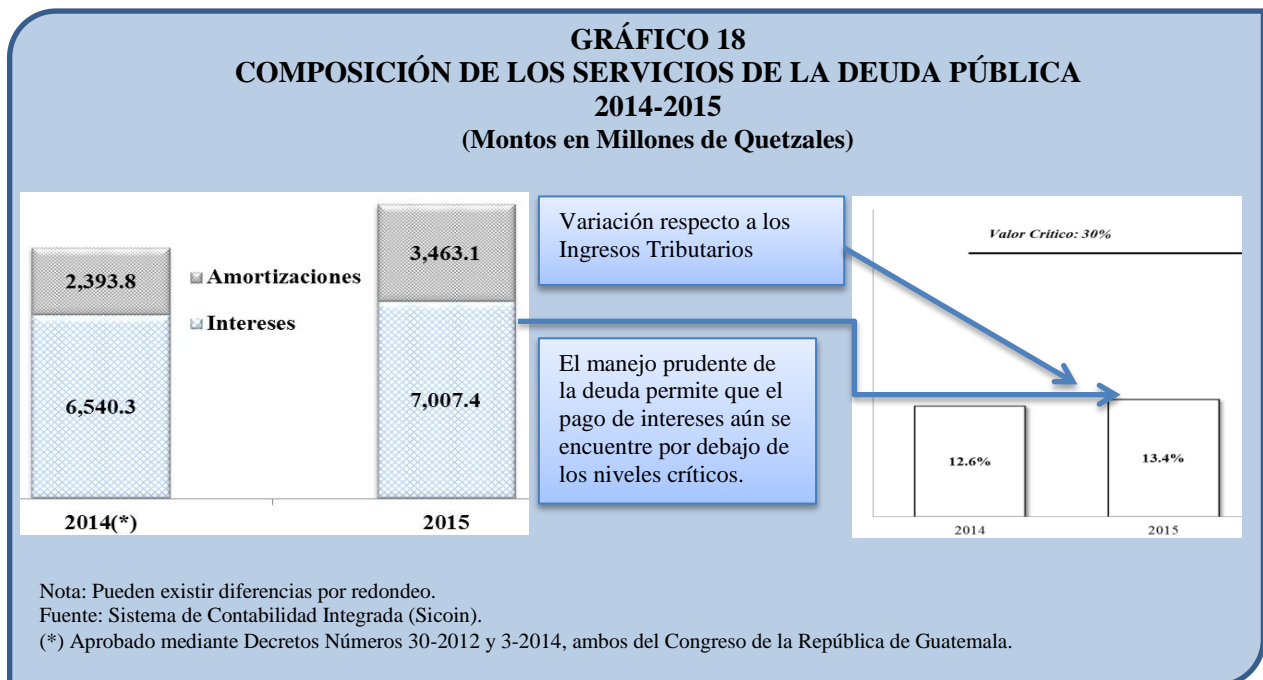 GRÁFICO 18
COMPOSICIÓN DE LOS SERVICIOS DE LA DEUDA PÚBLICA
2014-2015
(Montos en Millones de Quetzales)
2,393.8
6,540.3
2014(*)
Amortizaciones
Intereses
3,463.1
7,007.4
2015
Variación respecto a los
Ingresos Tributarios
El manejo prudente de
la deuda permite que el
pago de intereses aún se
encuentre por debajo de
los niveles críticos.
Valor Crítico: 30%
12.6%
13.4%
2014
2015
Nota: Pueden existir diferencias por redondeo.
Fuente: Sistema de Contabilidad Integrada (Sicoin).
(*) Aprobado mediante Decretos Números 30-2012 y 3-2014, ambos del Congreso de la República de Guatemala.